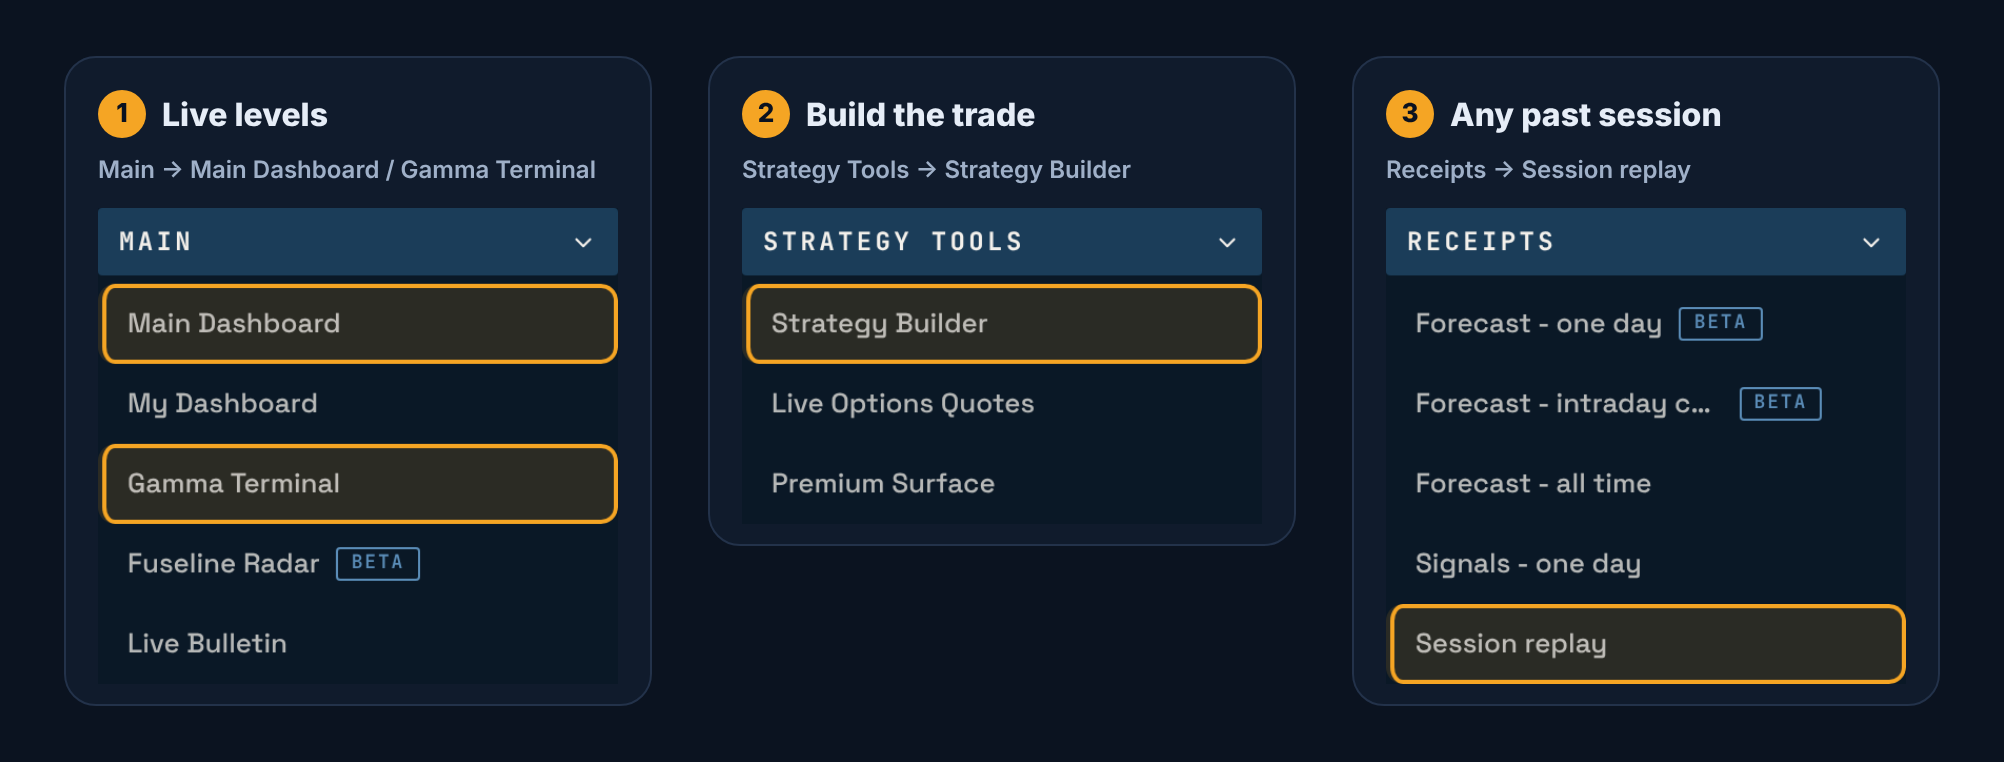 1 Live levels
Main → Main Dashboard / Gamma Terminal
MAIN
Main Dashboard
My Dashboard
Gamma Terminal
Fuseline Radar BETA
Live Bulletin
2 Build the trade
Strategy Tools → Strategy Builder
STRATEGY TOOLS
Strategy Builder
Live Options Quotes
Premium Surface
3 Any past session
Receipts → Session replay
RECEIPTS
Forecast - one day BETA
Forecast - intraday c... BETA
Forecast - all time
Signals - one day
Session replay